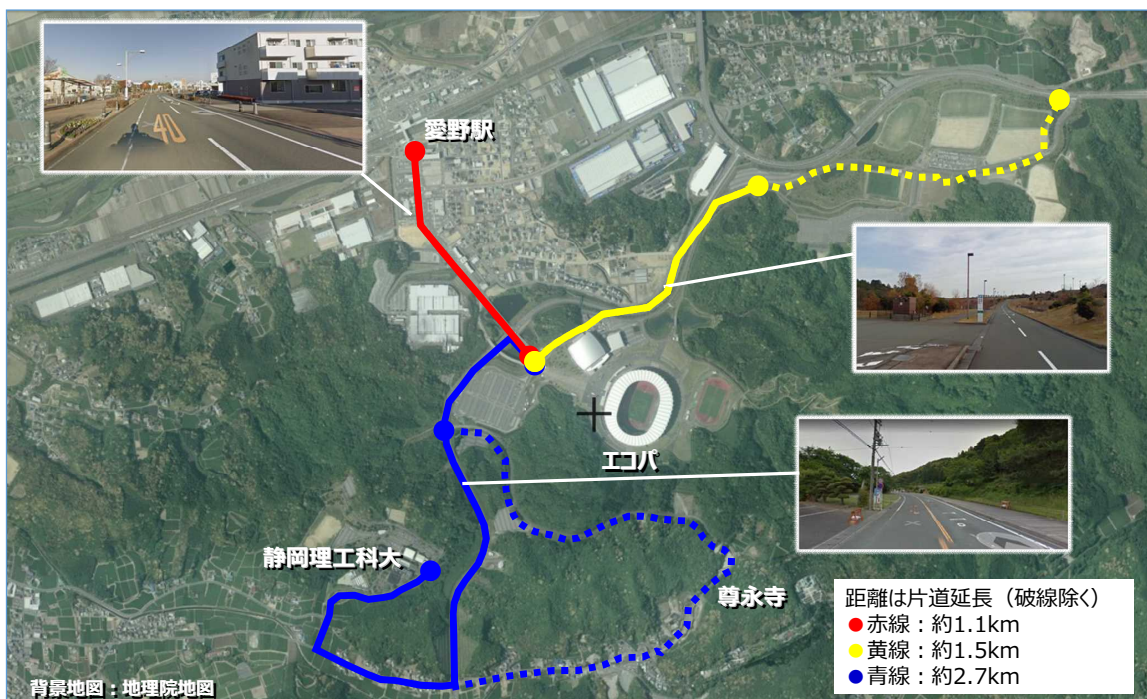 40
愛野駅
エコパ
静岡理工科大
尊永寺
距離は片道延長（破線除く）
赤線：約1.1km
黄線：約1.5km
青線：約2.7km
背景地図：地理院地図